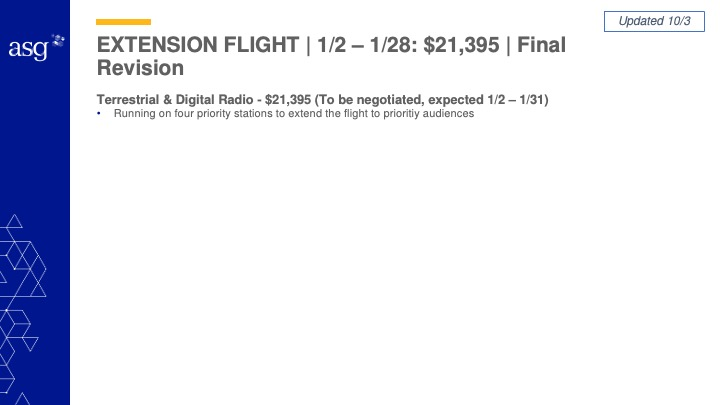 Updated 10/3
asg
EXTENSION FLIGHT | 1/2 – 1/28: $21,395 | Final
Revision
Terrestrial & Digital Radio - $21,395 (To be negotiated, expected 1/2 – 1/31)
• Running on four priority stations to extend the flight to prioritiy audiences